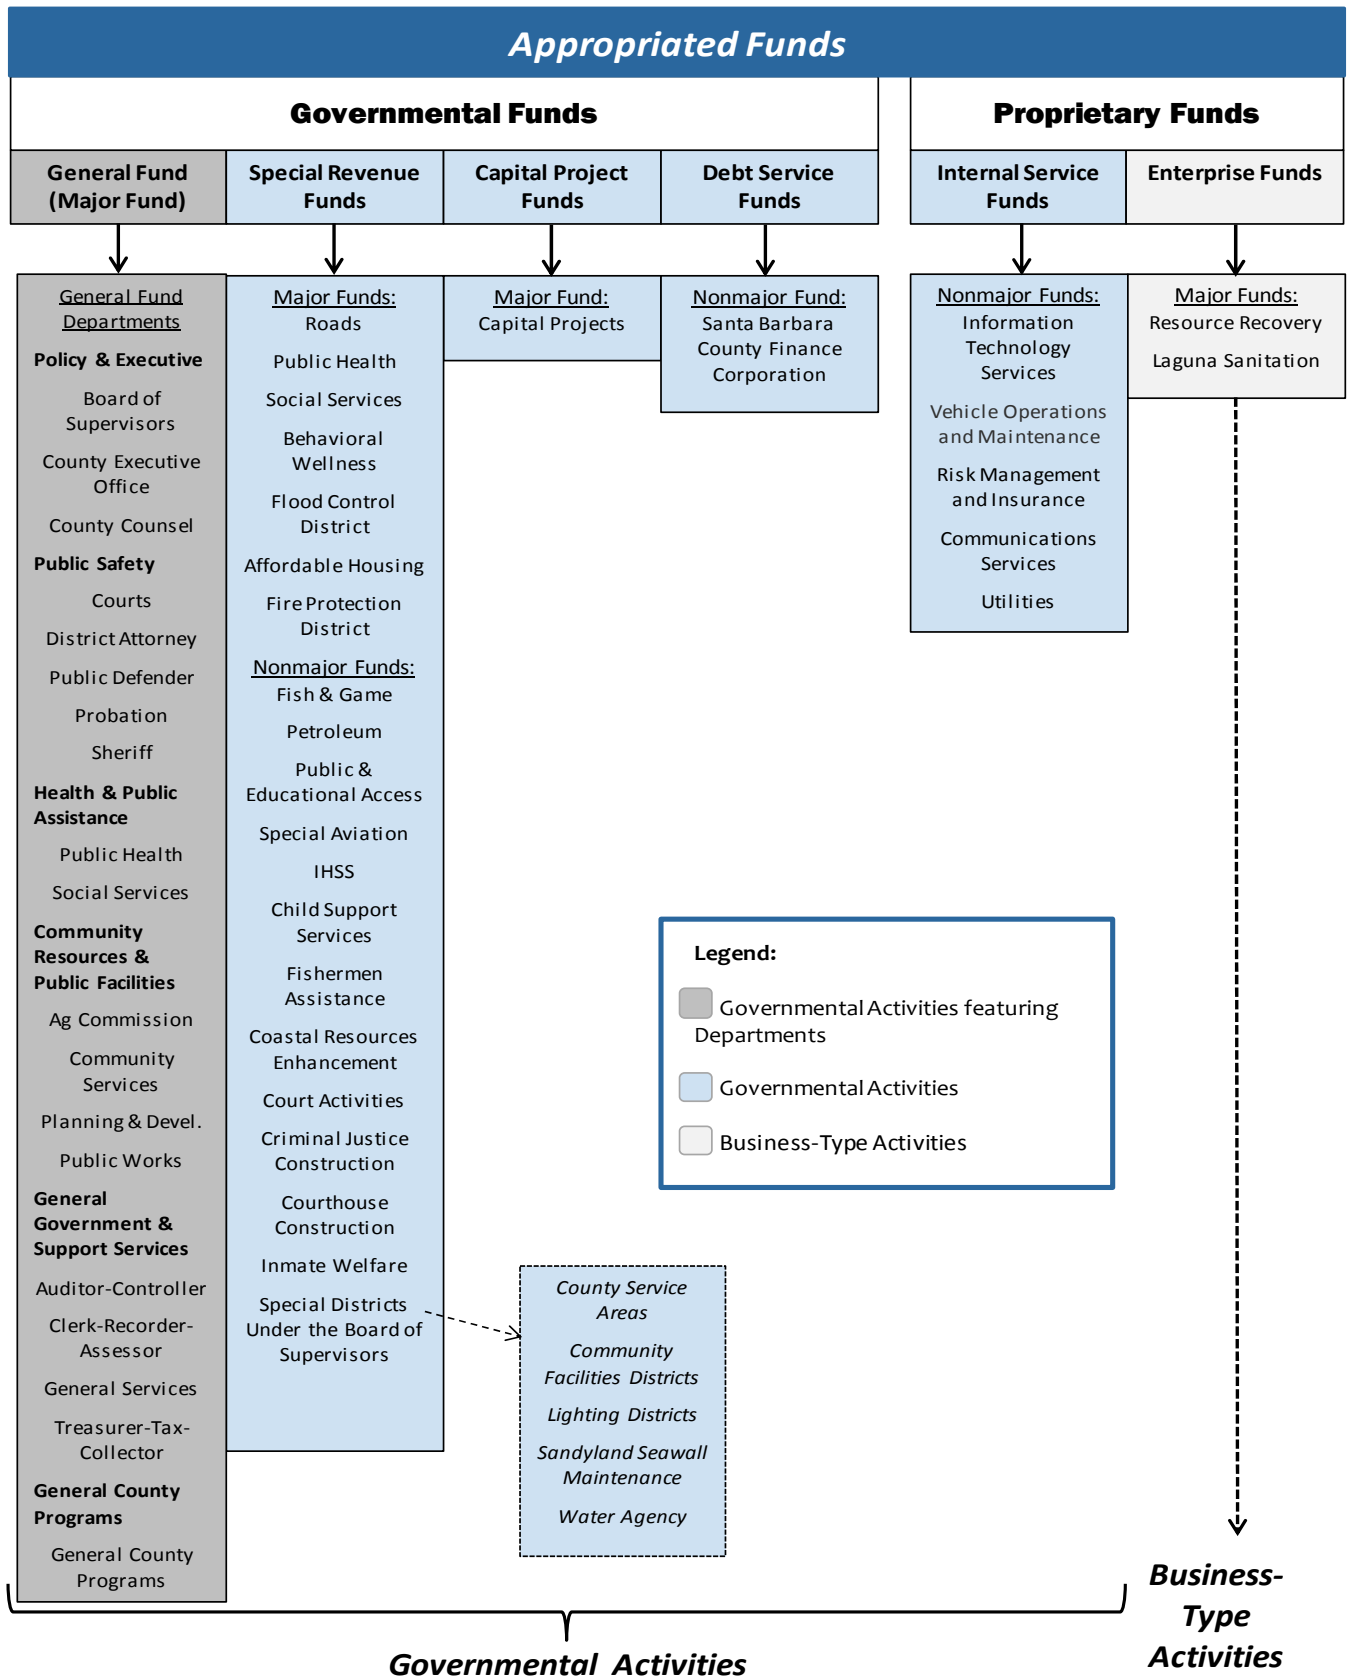 Appropriated Funds
Governmental Funds
Proprietary Funds
General Fund
(Major Fund)
Special Revenue
Funds
Capital Project
Funds
Debt Service
Funds
Internal Service
Funds
Enterprise Funds
General Fund
Departments
Policy & Executive
Board of
Supervisors
County Executive
Office
County Counsel
Public Safety
Courts
District Attorney
Public Defender
Probation
Sheriff
Health & Public
Assistance
Public Health
Social Services
Community
Resources &
Public Facilities
Ag Commission
Community
Services
Planning & Devel.
Public Works
General
Government &
Support Services
Auditor-Controller
Clerk-Recorder-
Assessor
General Services
Treasurer-Tax-
Collector
General County
Programs
General County
Programs
Major Funds:
Roads
Public Health
Social Services
Behavioral
Wellness
Flood Control
District
Affordable Housing
Fire Protection
District
Nonmajor Funds:
Fish & Game
Petroleum
Public &
Educational Access
Special Aviation
IHSS
Child Support
Services
Fishermen
Assistance
Coastal Resources
Enhancement
Court Activities
Criminal Justice
Construction
Courthouse
Construction
Inmate Welfare
Special Districts
Under the Board of
Supervisors
Major Fund:
Capital Projects
Nonmajor Fund:
Santa Barbara
County Finance
Corporation
Nonmajor Funds:
Information
Technology
Services
Vehicle Operations
and Maintenance
Risk Management
and Insurance
Communications
Services
Utilities
Major Funds:
Resource Recovery
Laguna Sanitation
Legend:
Governmental Activities featuring
Departments
Governmental Activities
Business-Type Activities
County Service
Areas
Community
Facilities Districts
Lighting Districts
Sandyland Seawall
Maintenance
Water Agency
Governmental Activities
Business-
Type
Activities